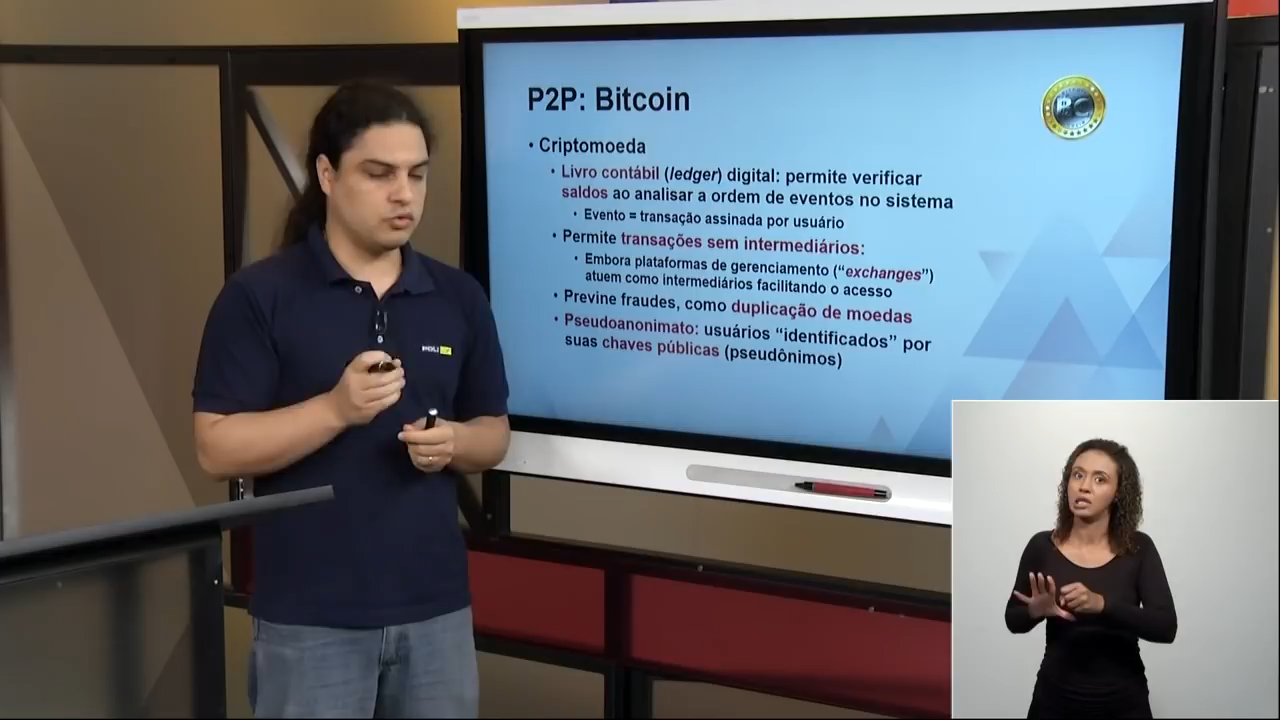 P2P: Bitcoin
• Criptomoeda
• Livro contábil (ledger) digital: permite verificar
saldos ao analisar a ordem de eventos no sistema
• Evento = transação assinada por usuário
• Permite transações sem intermediários:
• Embora plataformas de gerenciamento (“exchanges”)
atuem como intermediários facilitando o acesso
• Previne fraudes, como duplicação de moedas
• Pseudoanonimato: usuários “identificados” por
suas chaves públicas (pseudônimos)
POLI